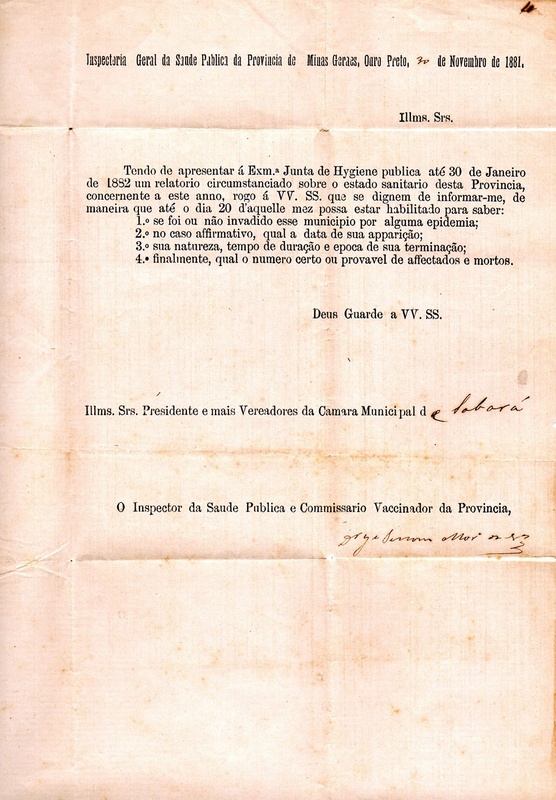 Inspectoria Geral da Saude Publica da Provincia de Minas Geraes, Ouro Preto, 30 de Novembro de 1881.
Illms. Srs.
Tendo de apresentar á Exm.ª Junta de Hygiene publica até 30 de Janeiro
de 1882 um relatorio circumstanciado sobre o estado sanitario desta Provincia,
concernente a este anno, rogo á VV. SS. que se dignem de informar-me, de
maneira que até o dia 20 d'aquelle mez possa estar habilitado para saber:
1.º se foi ou não invadido esse municipio por alguma epidemia;
2.º no caso affirmativo, qual a data de sua apparição;
3.º sua natureza, tempo de duração e epoca de sua terminação;
4.º finalmente, qual o numero certo ou provavel de affectados e mortos.
Deus Guarde a VV. SS.
Illms. Srs. Presidente e mais Vereadores da Camara Municipal de Sabará
O Inspector da Saude Publica e Commissario Vaccinador da Provincia,